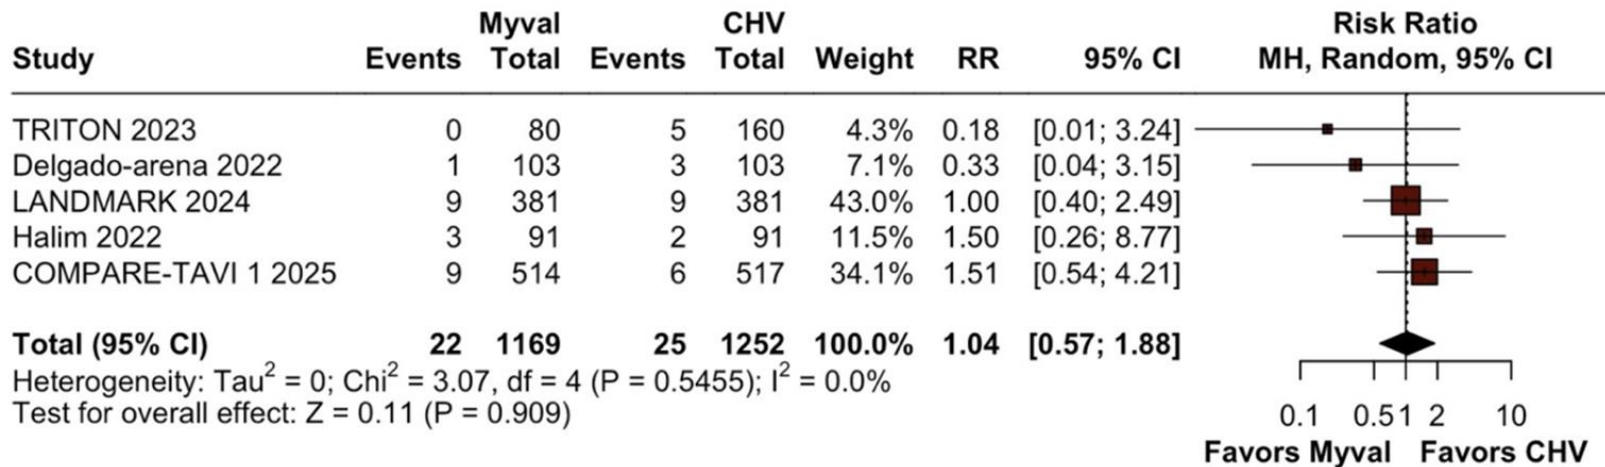 Myval CHV Risk Ratio
Study Events Total Events Total Weight RR 95% CI MH, Random, 95% CI
TRITON 2023 0 80 5 160 4.3% 0.18 [0.01; 3.24]
Delgado-arena 2022 1 103 3 103 7.1% 0.33 [0.04; 3.15]
LANDMARK 2024 9 381 9 381 43.0% 1.00 [0.40; 2.49]
Halim 2022 3 91 2 91 11.5% 1.50 [0.26; 8.77]
COMPARE-TAVI 1 2025 9 514 6 517 34.1% 1.51 [0.54; 4.21]
Total (95% CI) 22 1169 25 1252 100.0% 1.04 [0.57; 1.88]
Heterogeneity: Tau² = 0; Chi² = 3.07, df = 4 (P = 0.5455); I² = 0.0%
Test for overall effect: Z = 0.11 (P = 0.909)
0.1 0.5 1 2 10
Favors Myval Favors CHV